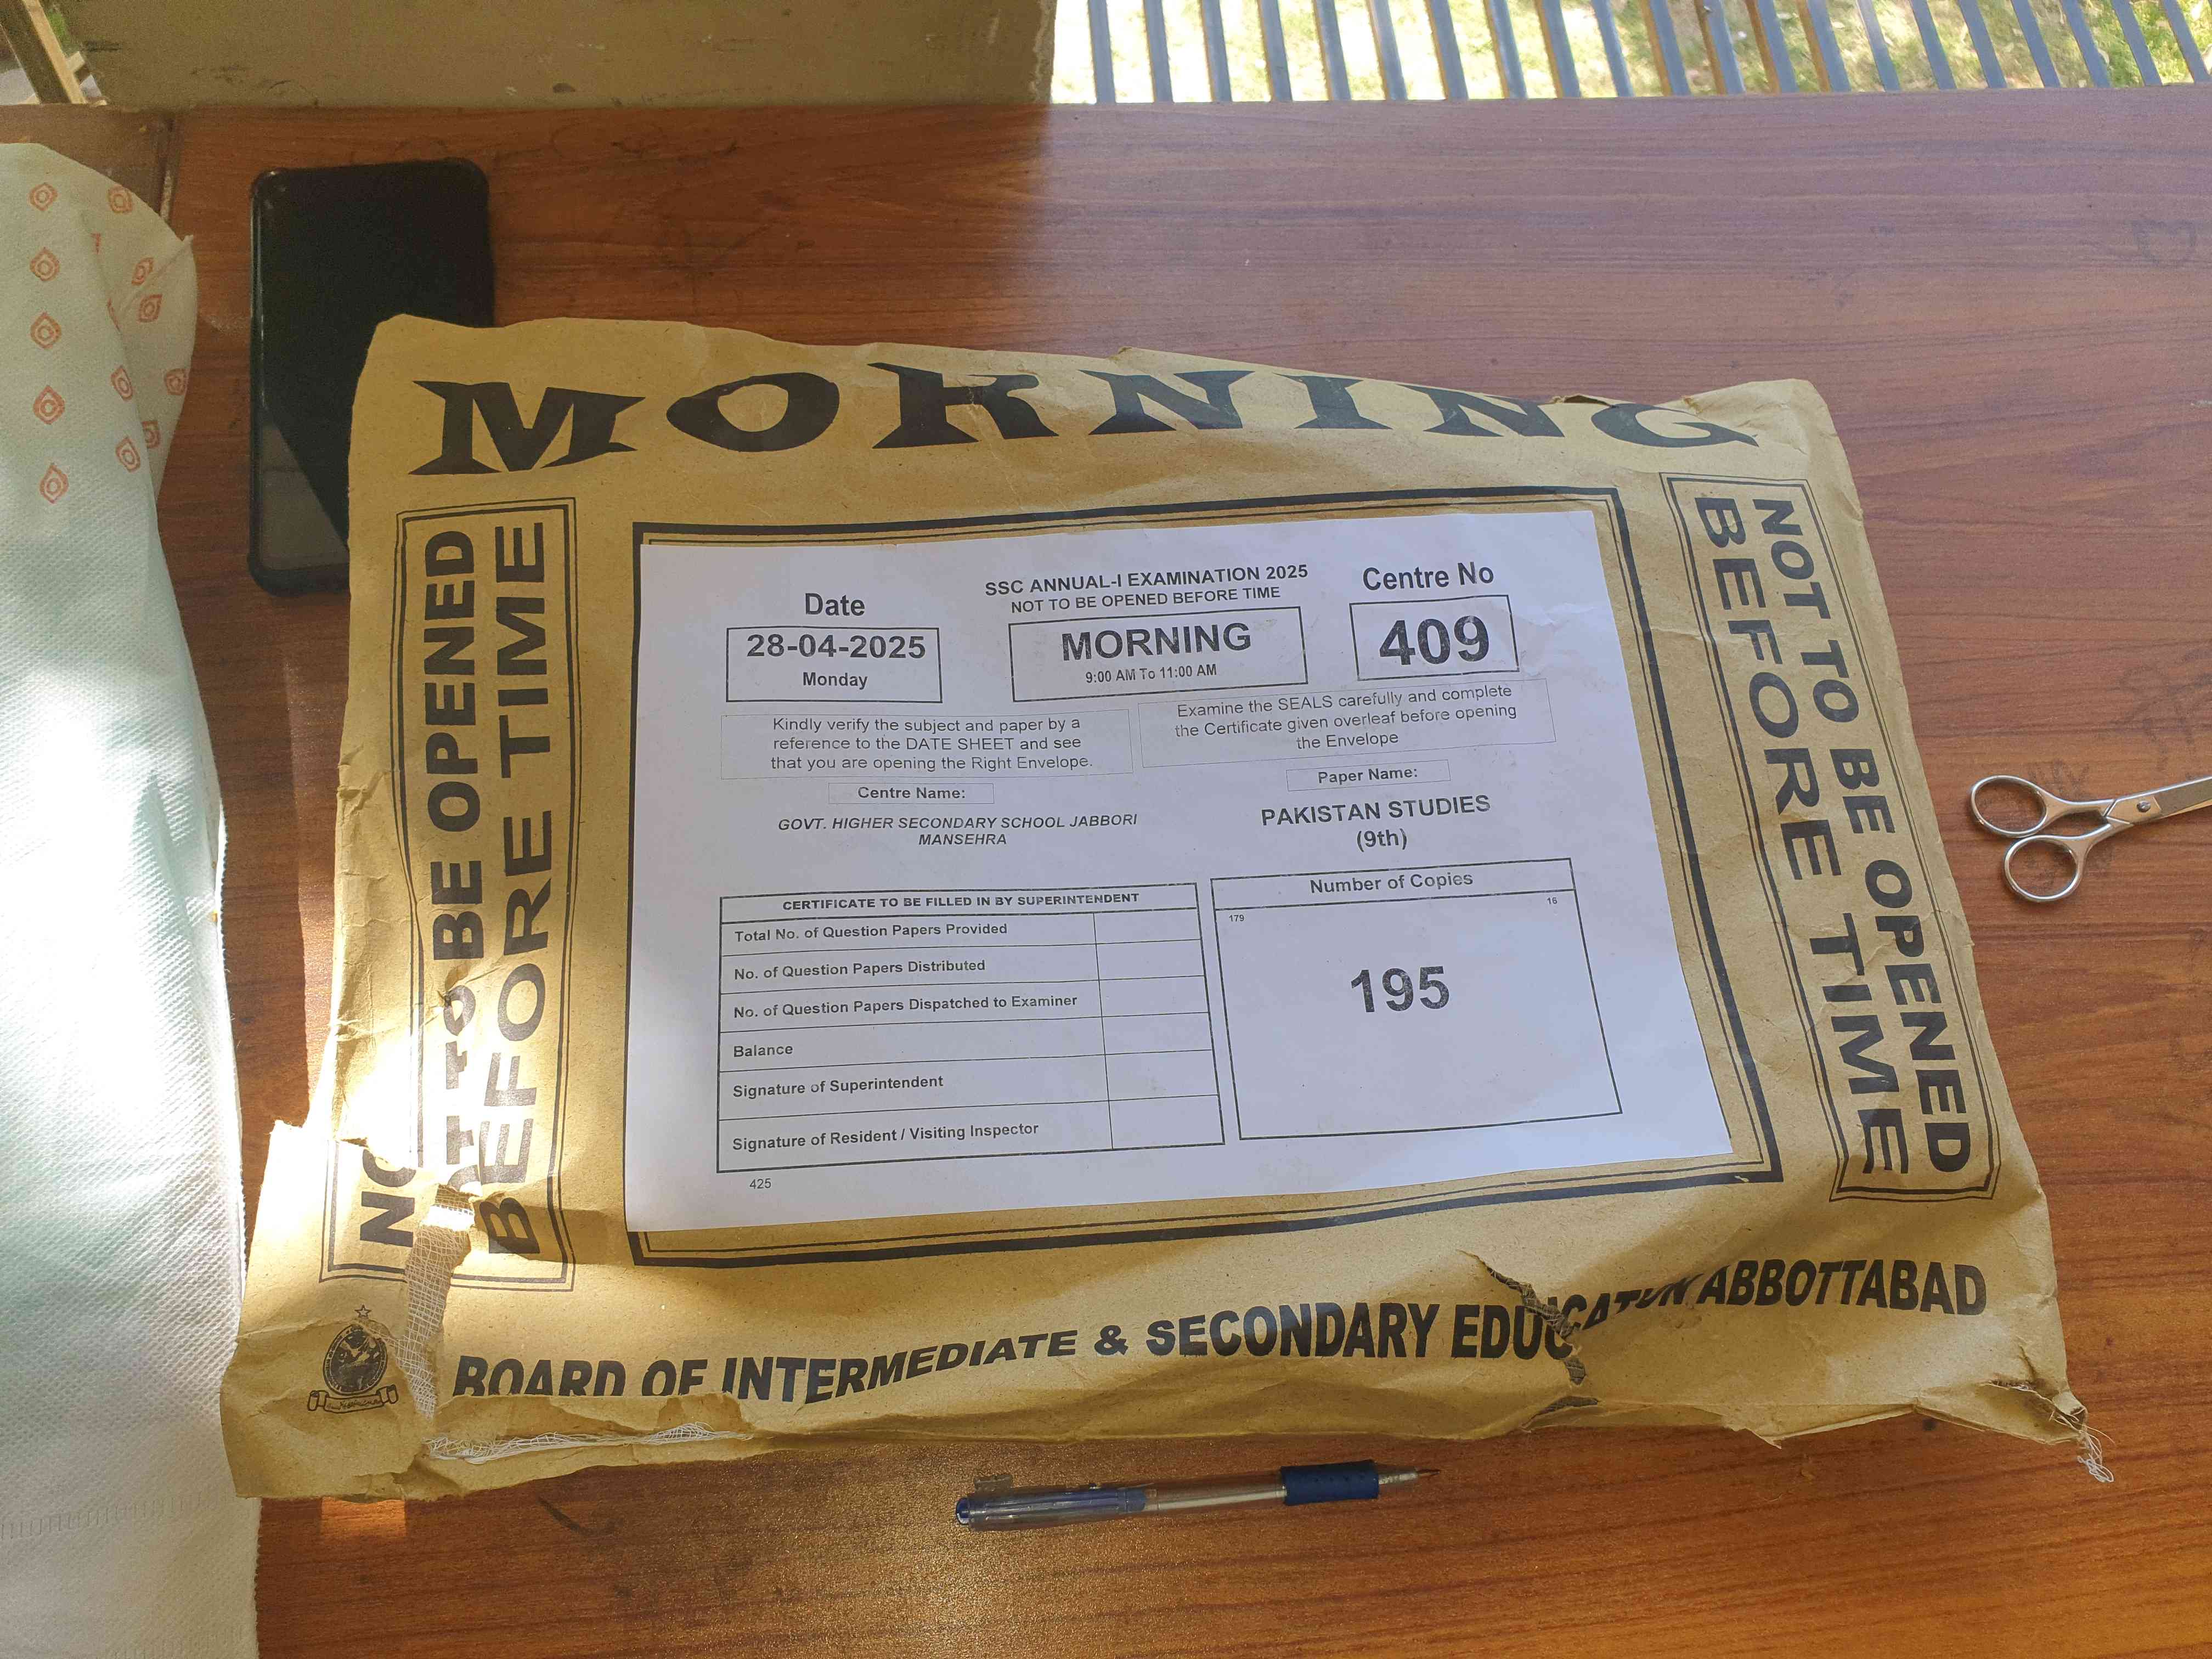 MORNING
NOT TO BE OPENED
BEFORE TIME
Date
28-04-2025
Monday
SSC ANNUAL-I EXAMINATION 2025
NOT TO BE OPENED BEFORE TIME
MORNING
9:00 AM To 11:00 AM
Centre No
409
Kindly verify the subject and paper by a
reference to the DATE SHEET and see
that you are opening the Right Envelope.
Examine the SEALS carefully and complete
the Certificate given overleaf before opening
the Envelope
Centre Name:
GOVT. HIGHER SECONDARY SCHOOL JABBORI
MANSEHRA
Paper Name:
PAKISTAN STUDIES
(9th)
CERTIFICATE TO BE FILLED IN BY SUPERINTENDENT
Total No. of Question Papers Provided
No. of Question Papers Distributed
No. of Question Papers Dispatched to Examiner
Balance
Signature of Superintendent
Signature of Resident / Visiting Inspector
Number of Copies
179 16
195
425
NOT TO BE OPENED
BEFORE TIME
BOARD OF INTERMEDIATE & SECONDARY EDUCATION ABBOTTABAD